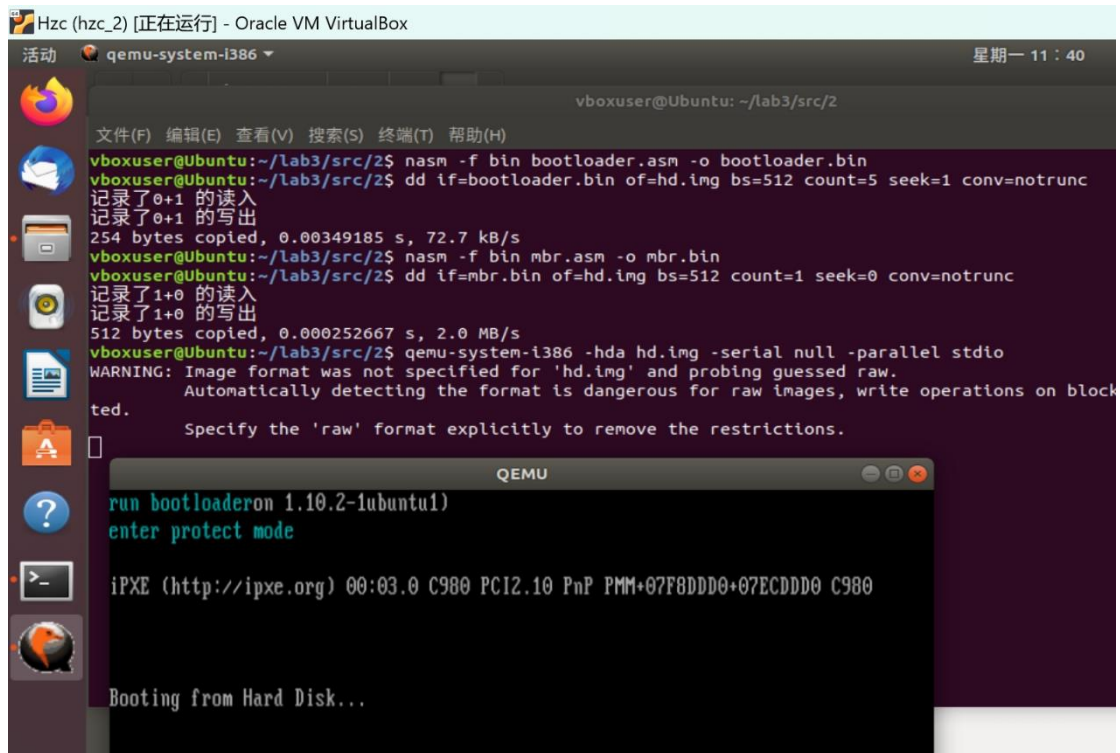 Hzc (hzc_2) [正在运行] - Oracle VM VirtualBox
活动 qemu-system-i386 星期一 11：40
vboxuser@Ubuntu: ~/lab3/src/2
文件(F) 编辑(E) 查看(V) 搜索(S) 终端(T) 帮助(H)
vboxuser@Ubuntu:~/lab3/src/2$ nasm -f bin bootloader.asm -o bootloader.bin
vboxuser@Ubuntu:~/lab3/src/2$ dd if=bootloader.bin of=hd.img bs=512 count=5 seek=1 conv=notrunc
记录了0+1 的读入
记录了0+1 的写出
254 bytes copied, 0.00349185 s, 72.7 kB/s
vboxuser@Ubuntu:~/lab3/src/2$ nasm -f bin mbr.asm -o mbr.bin
vboxuser@Ubuntu:~/lab3/src/2$ dd if=mbr.bin of=hd.img bs=512 count=1 seek=0 conv=notrunc
记录了1+0 的读入
记录了1+0 的写出
512 bytes copied, 0.000252667 s, 2.0 MB/s
vboxuser@Ubuntu:~/lab3/src/2$ qemu-system-i386 -hda hd.img -serial null -parallel stdio
WARNING: Image format was not specified for 'hd.img' and probing guessed raw.
Automatically detecting the format is dangerous for raw images, write operations on block
ted.
Specify the 'raw' format explicitly to remove the restrictions.
QEMU
run bootloaderon 1.10.2-1ubuntu1)
enter protect mode
iPXE (http://ipxe.org) 00:03.0 C980 PCI2.10 PnP PMM+07F8DDD0+07ECDDD0 C980
Booting from Hard Disk...